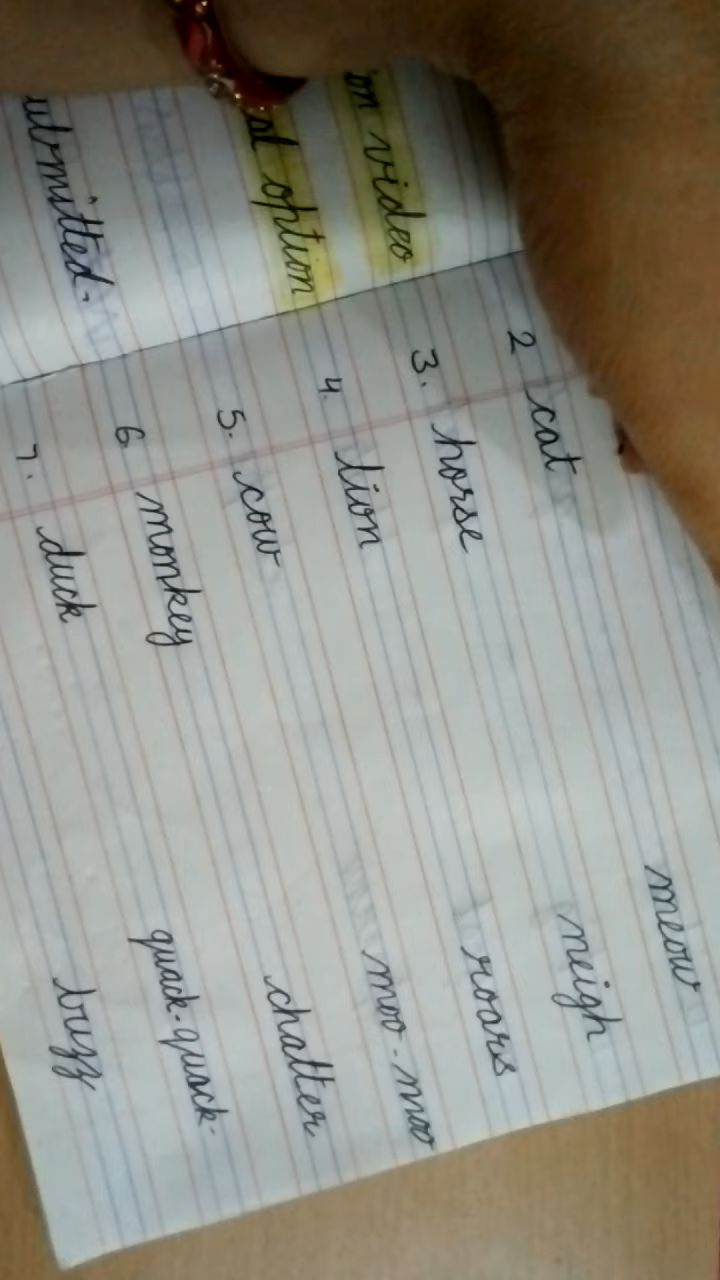 on video
al option
ubmitted.
2 cat meow
3. horse neigh
4. lion roars
5. cow moo-moo
6. monkey chatter
7. duck quack-quack-
buzz